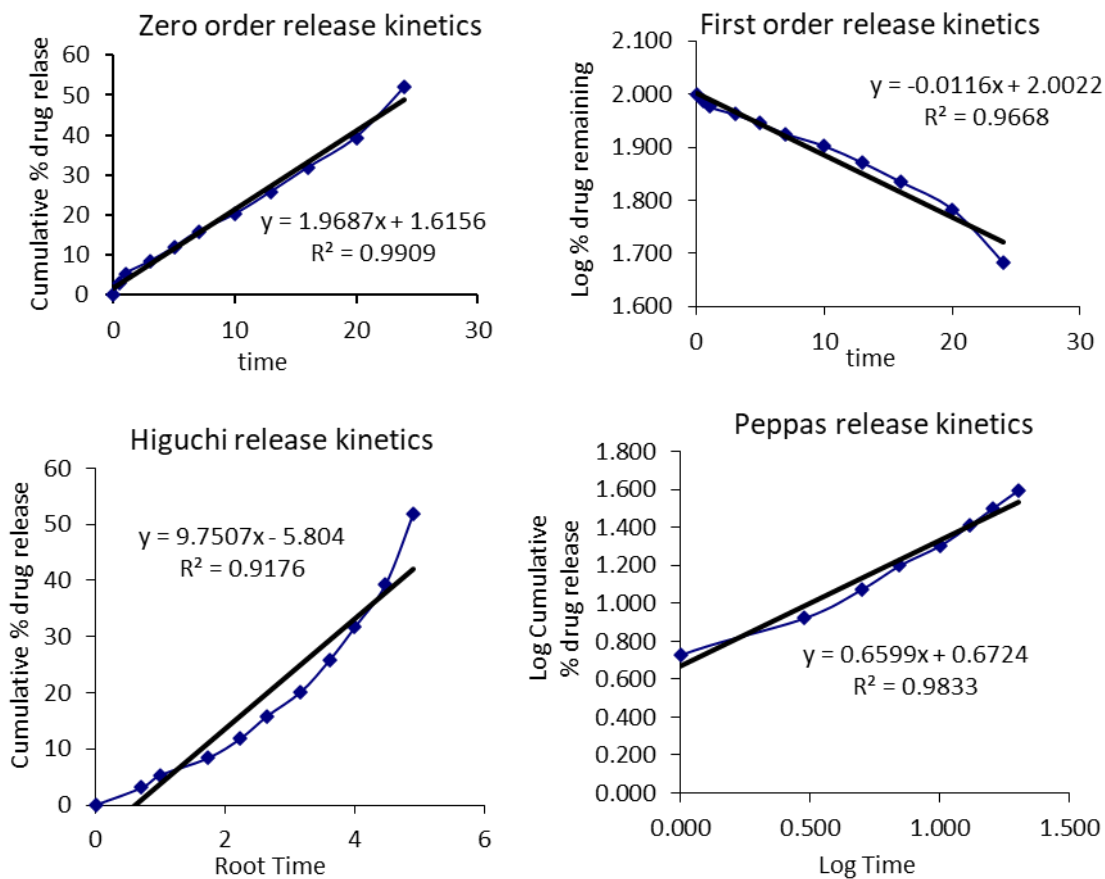 Zero order release kinetics
Cumulative % drug relase
60
50
40
30
20
10
0
y = 1.9687x + 1.6156
R² = 0.9909
0
10
20
30
time
First order release kinetics
Log % drug remaining
2.100
2.000
1.900
1.800
1.700
1.600
y = -0.0116x + 2.0022
R² = 0.9668
0
10
20
30
time
Higuchi release kinetics
Cumulative % drug release
60
50
40
30
20
10
0
y = 9.7507x - 5.804
R² = 0.9176
0
2
4
6
Root Time
Peppas release kinetics
Log Cumulative
% drug release
1.800
1.600
1.400
1.200
1.000
0.800
0.600
0.400
0.200
0.000
y = 0.6599x + 0.6724
R² = 0.9833
0.000
0.500
1.000
1.500
Log Time